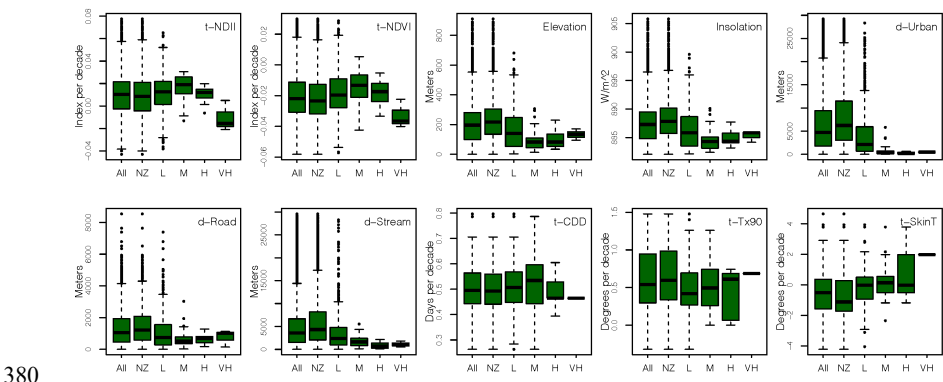 t-NDII
Index per decade
-0.04 0.00 0.04 0.08
All NZ L M H VH
t-NDVI
Index per decade
-0.06 -0.04 -0.02 0.00 0.02
All NZ L M H VH
Elevation
Meters
0 200 400 600 800
All NZ L M H VH
Insolation
W/m^2
885 890 895 900 905
All NZ L M H VH
d-Urban
Meters
0 5000 15000 25000
All NZ L M H VH
d-Road
Meters
0 2000 4000 6000 8000
All NZ L M H VH
d-Stream
Meters
0 5000 15000 25000
All NZ L M H VH
t-CDD
Days per decade
0.3 0.4 0.5 0.6 0.7 0.8
All NZ L M H VH
t-Tx90
Degrees per decade
0.0 0.5 1.0 1.5
All NZ L M H VH
t-SkinT
Degrees per decade
-4 -2 0 2 4
All NZ L M H VH
380